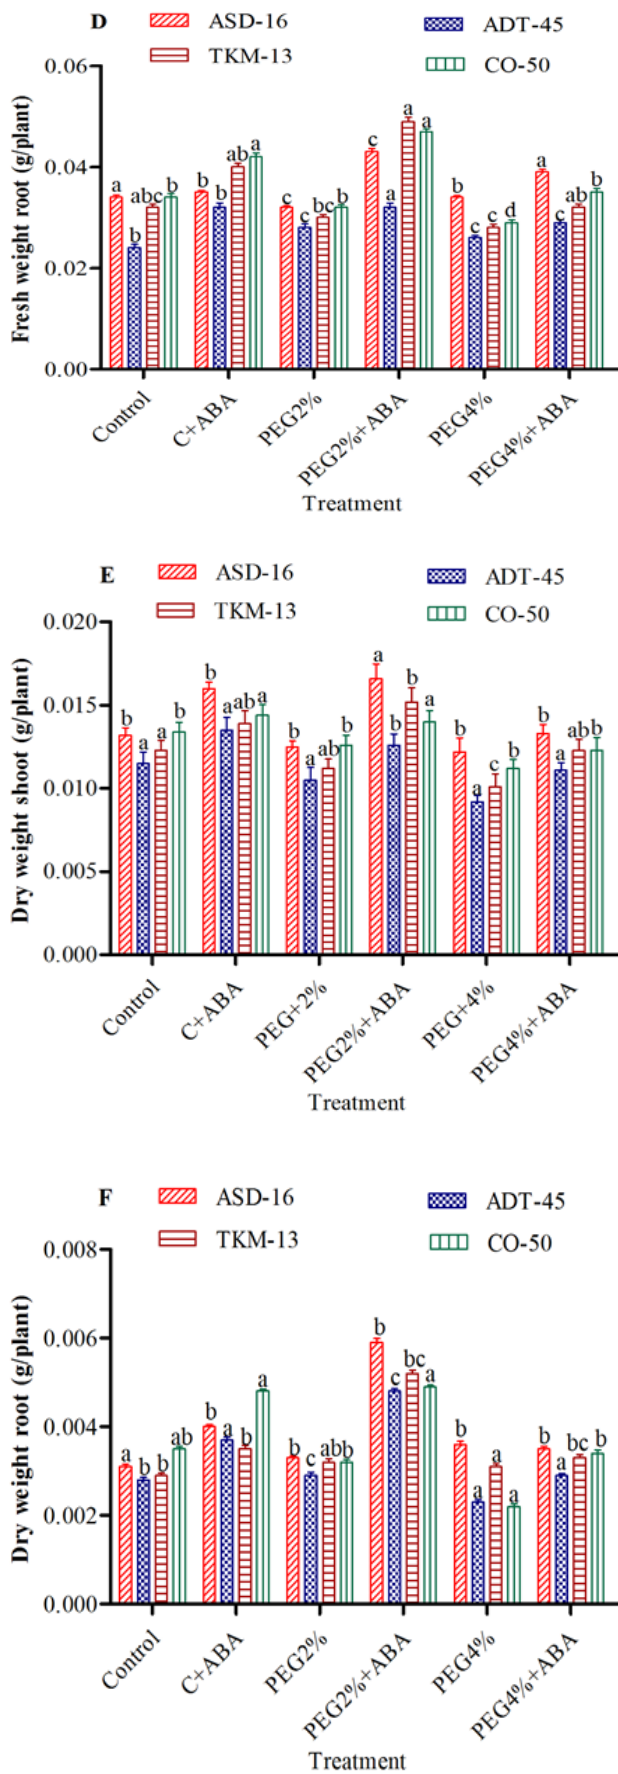 D ASD-16 ADT-45
TKM-13 CO-50
Fresh weight root (g/plant)
0.06
0.04
0.02
0.00
a b abc b
b b ab a
c c bc b
c a a a
b c c d
a c ab b
Control C+ABA PEG2% PEG2%+ABA PEG4% PEG4%+ABA
Treatment
E ASD-16 ADT-45
TKM-13 CO-50
Dry weight shoot (g/plant)
0.020
0.015
0.010
0.005
0.000
b a a b
b a ab a
b a ab b
a b b a
b a c b
b a ab b
Control C+ABA PEG+2% PEG2%+ABA PEG+4% PEG4%+ABA
Treatment
F ASD-16 ADT-45
TKM-13 CO-50
Dry weight root (g/plant)
0.008
0.006
0.004
0.002
0.000
a b b ab
b a b a
b c ab b
b c bc a
b a a a
b a bc b
Control C+ABA PEG2% PEG2%+ABA PEG4% PEG4%+ABA
Treatment